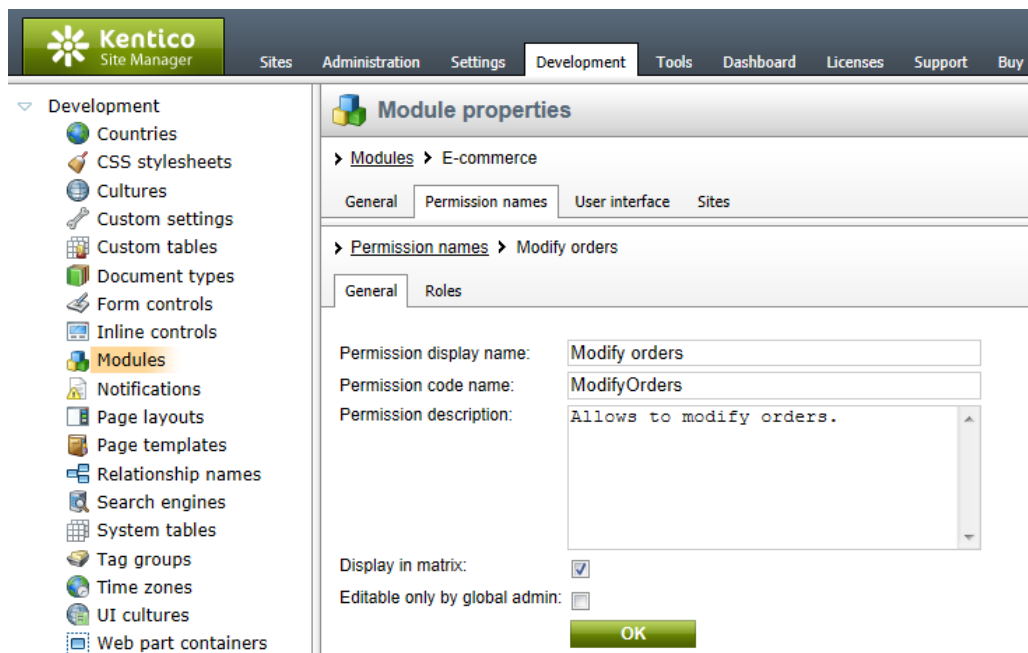 Kentico
Site Manager
Sites Administration Settings Development Tools Dashboard Licenses Support Buy
Development
Countries
CSS stylesheets
Cultures
Custom settings
Custom tables
Document types
Form controls
Inline controls
Modules
Notifications
Page layouts
Page templates
Relationship names
Search engines
System tables
Tag groups
Time zones
UI cultures
Web part containers
Module properties
Modules E-commerce
General Permission names User interface Sites
Permission names Modify orders
General Roles
Permission display name: Modify orders
Permission code name: ModifyOrders
Permission description: Allows to modify orders.
Display in matrix:
Editable only by global admin:
OK